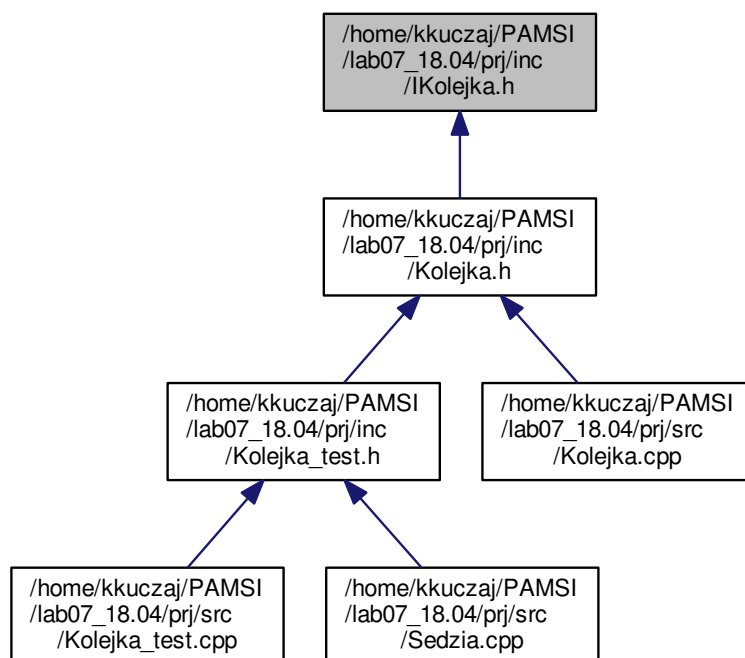 /home/kkuczaj/PAMSI
/lab07_18.04/prj/inc
/IKolejka.h
/home/kkuczaj/PAMSI
/lab07_18.04/prj/inc
/Kolejka.h
/home/kkuczaj/PAMSI
/lab07_18.04/prj/inc
/Kolejka_test.h
/home/kkuczaj/PAMSI
/lab07_18.04/prj/src
/Kolejka.cpp
/home/kkuczaj/PAMSI
/lab07_18.04/prj/src
/Kolejka_test.cpp
/home/kkuczaj/PAMSI
/lab07_18.04/prj/src
/Sedzia.cpp